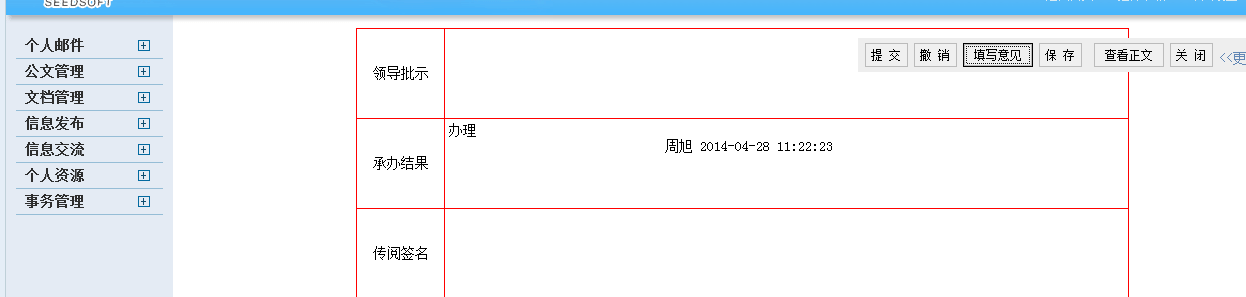 SEEDSOFT
个人邮件
公文管理
文档管理
信息发布
信息交流
个人资源
事务管理
提 交 撤 销 填写意见 保 存 查看正文 关 闭 <<更
领导批示
承办结果
办理
周旭 2014-04-28 11:22:23
传阅签名